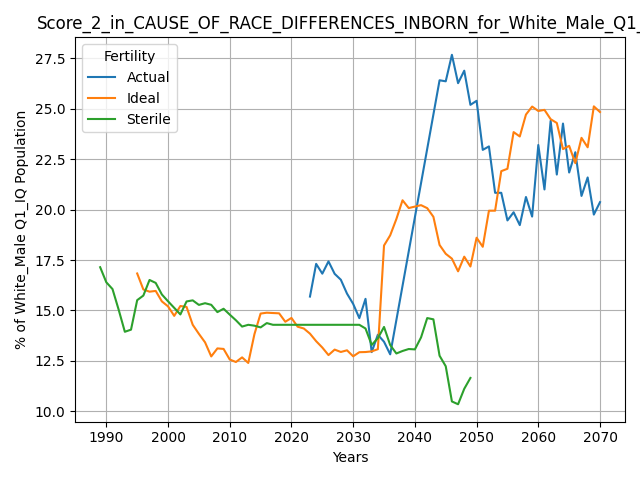 Score_2_in_CAUSE_OF_RACE_DIFFERENCES_INBORN_for_White_Male_Q1_
Fertility
Actual
Ideal
Sterile
% of White_Male Q1_IQ Population
27.5
25.0
22.5
20.0
17.5
15.0
12.5
10.0
1990 2000 2010 2020 2030 2040 2050 2060 2070
Years